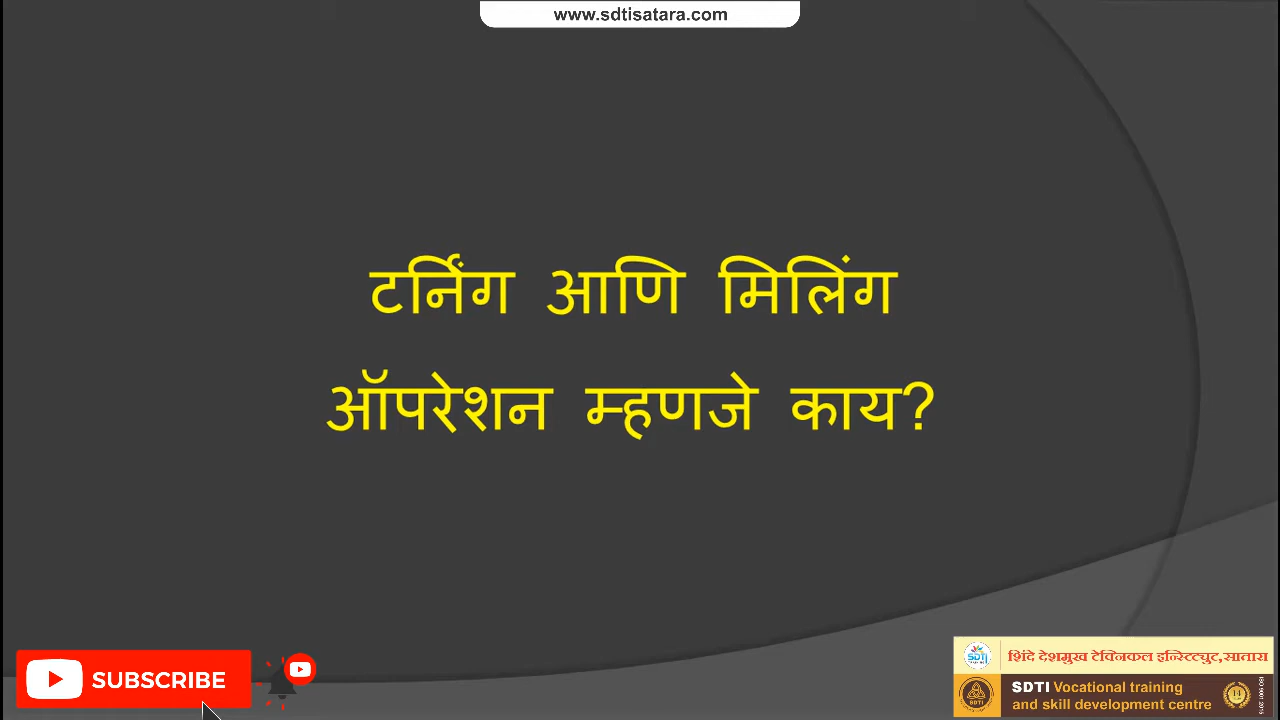 www.sdtisatara.com
टर्निंग आणि मिलिंग
ऑपरेशन म्हणजे काय?
SUBSCRIBE
SDTI
शिंदे देशमुख टेक्निकल इन्स्टिट्युट,सातारा
SDTI Vocational training
and skill development centre